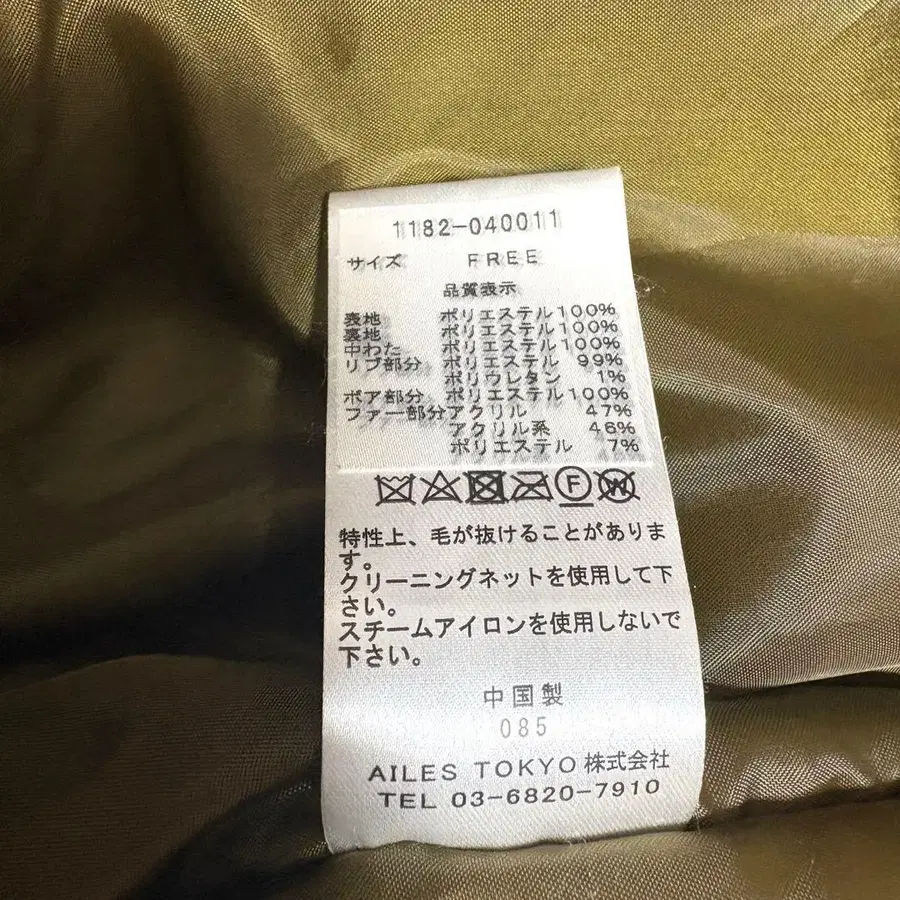 1182-040011
サイズ FREE
品質表示
表地 ポリエステル100%
裏地 ポリエステル100%
中わた ポリエステル100%
リブ部分 ポリエステル 99%
ポリウレタン 1%
ボア部分 ポリエステル100%
ファー部分アクリル 47%
アクリル系 46%
ポリエステル 7%
F W
特性上、毛が抜けることがありま
す。
クリーニングネットを使用して下
さい。
スチームアイロンを使用しないで
下さい。
中国製
085
AILES TOKYO株式会社
TEL 03-6820-7910